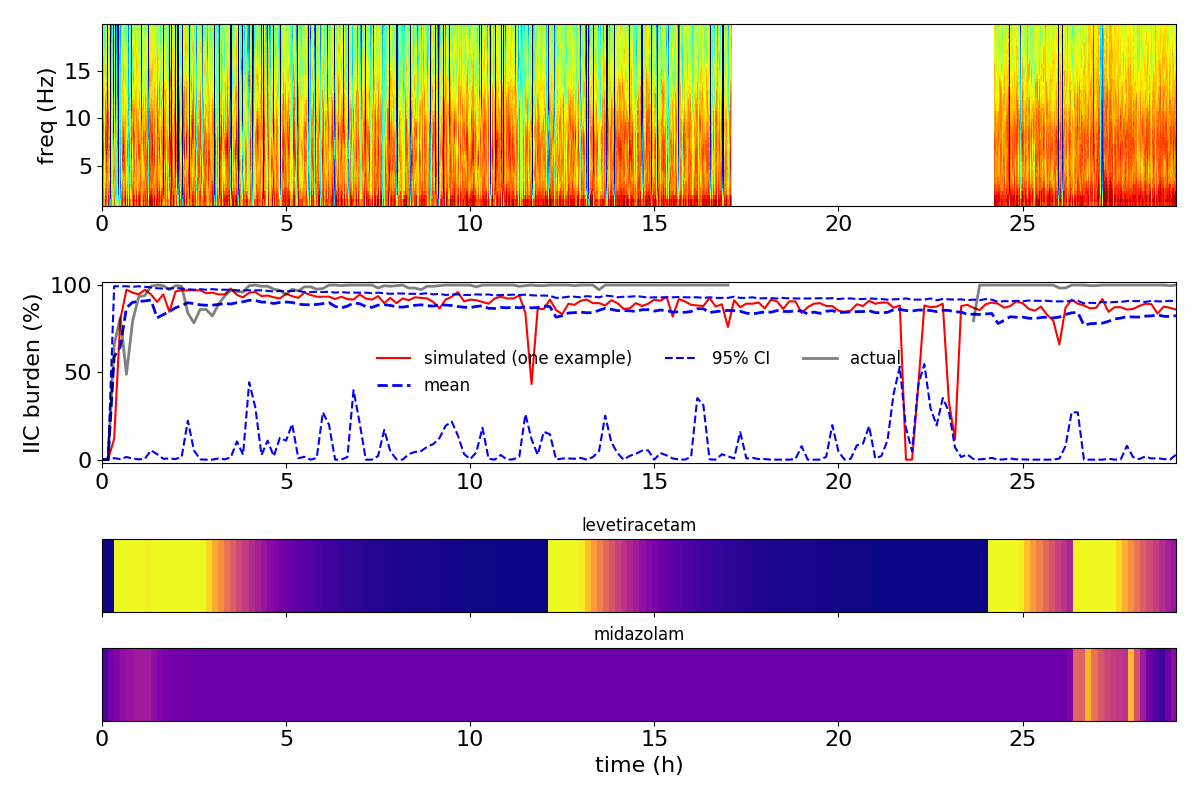 freq (Hz)
15
10
5
0 5 10 15 20 25
IIC burden (%)
100
50
0
simulated (one example) 95% CI actual
mean
0 5 10 15 20 25
levetiracetam
midazolam
0 5 10 15 20 25
time (h)